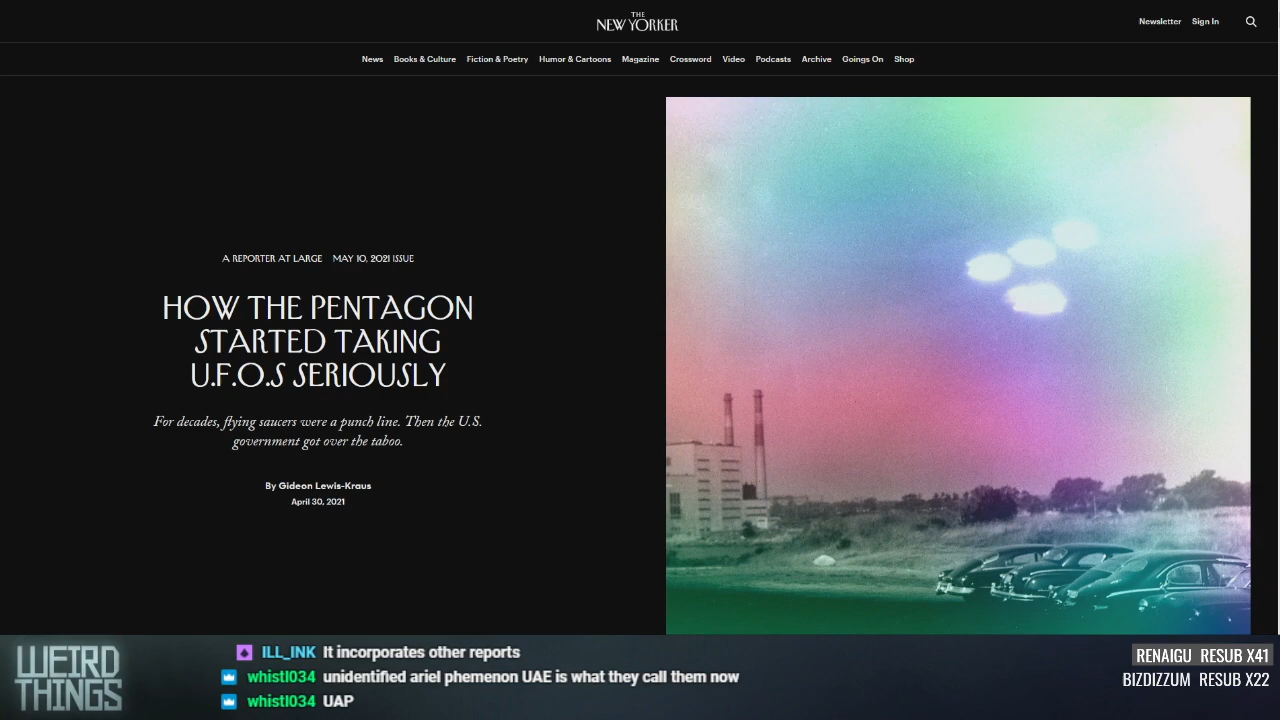 THE
NEW YORKER
Newsletter Sign In
News Books & Culture Fiction & Poetry Humor & Cartoons Magazine Crossword Video Podcasts Archive Goings On Shop
A REPORTER AT LARGE MAY 10, 2021 ISSUE
HOW THE PENTAGON
STARTED TAKING
U.F.O.S SERIOUSLY
For decades, flying saucers were a punch line. Then the U.S.
government got over the taboo.
By Gideon Lewis-Kraus
April 30, 2021
WEIRD
THINGS
ILL_INK It incorporates other reports
whistl034 unidentified ariel phemenon UAE is what they call them now
whistl034 UAP
RENAIGU RESUB X41
BIZDIZZUM RESUB X22